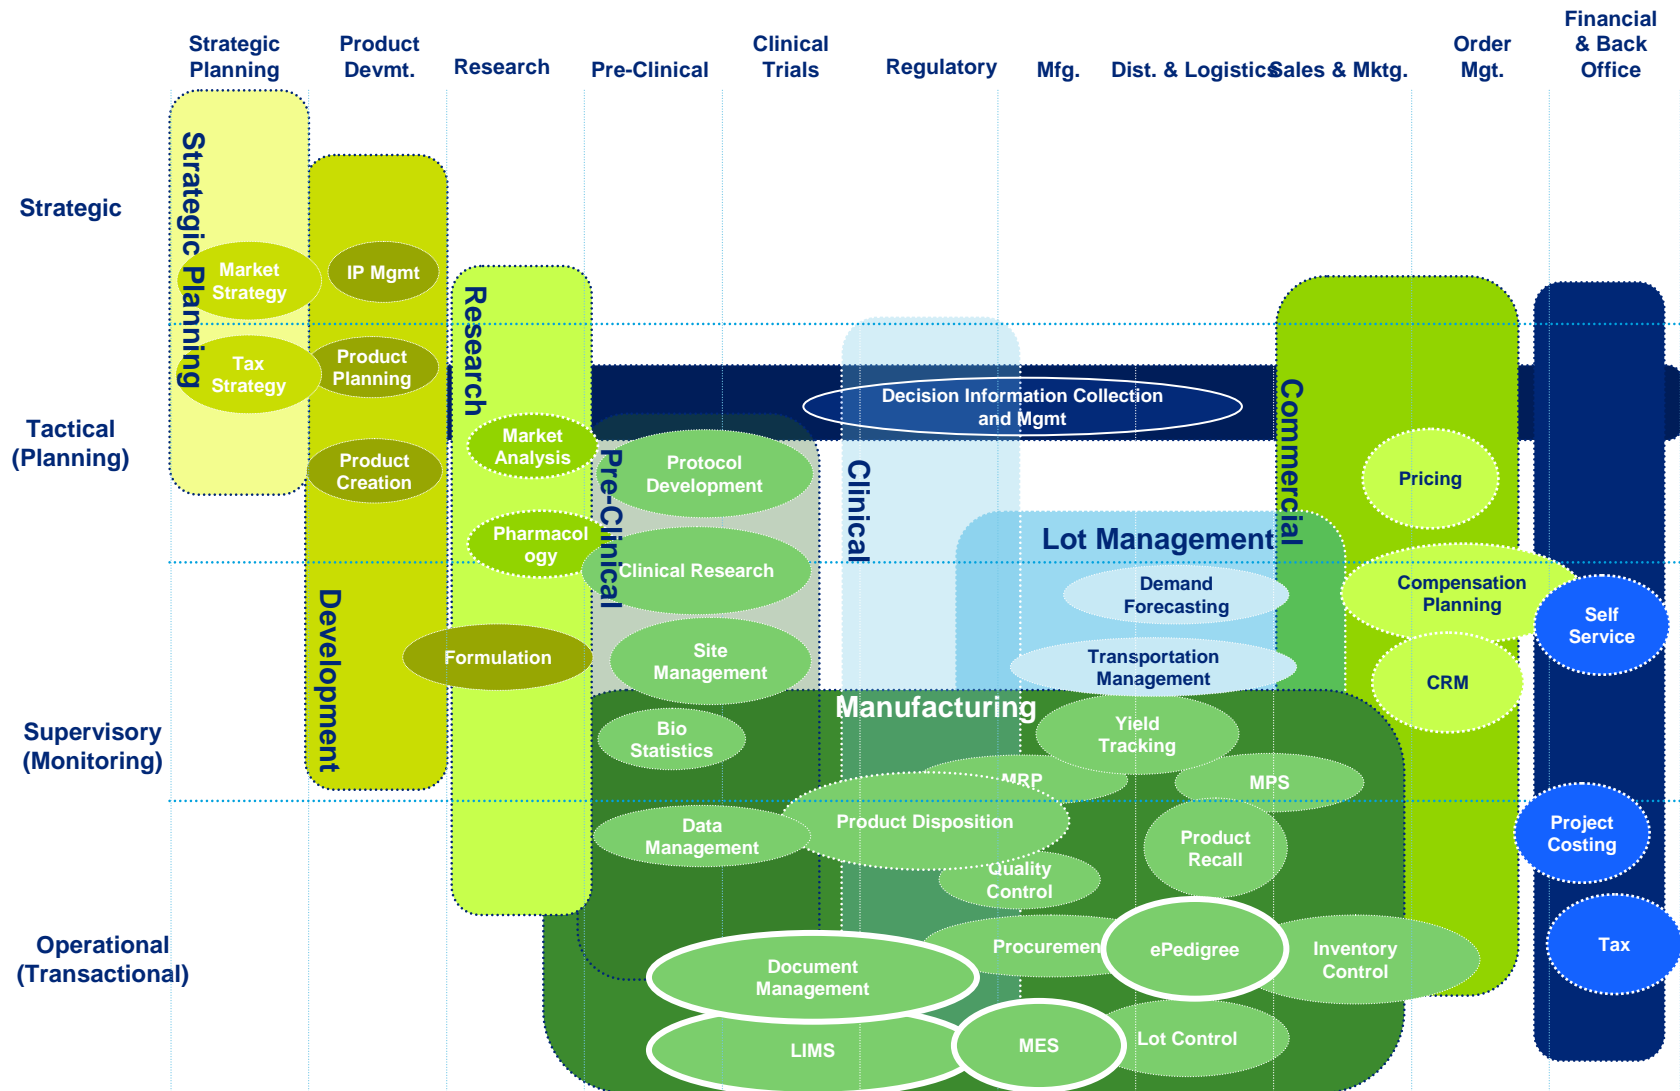 Strategic
Planning
Product
Devmt.
Research
Pre-Clinical
Clinical
Trials
Regulatory
Mfg.
Dist. & Logistics
Sales & Mktg.
Order
Mgt.
Financial
& Back
Office
Strategic
Tactical
(Planning)
Supervisory
(Monitoring)
Operational
(Transactional)
Strategic Planning
Market
Strategy
Tax
Strategy
IP Mgmt
Product
Planning
Product
Creation
Development
Formulation
Research
Market
Analysis
Pharmacol
ogy
Pre-Clinical
Protocol
Development
Clinical Research
Site
Management
Bio
Statistics
Data
Management
Clinical
Decision Information Collection
and Mgmt
Lot Management
Demand
Forecasting
Transportation
Management
Manufacturing
Yield
Tracking
MRP
MPS
Product Disposition
Product
Recall
Quality
Control
Procuremen
ePedigree
Inventory
Control
Document
Management
LIMS
MES
Lot Control
Commercial
Pricing
Compensation
Planning
CRM
Self
Service
Project
Costing
Tax